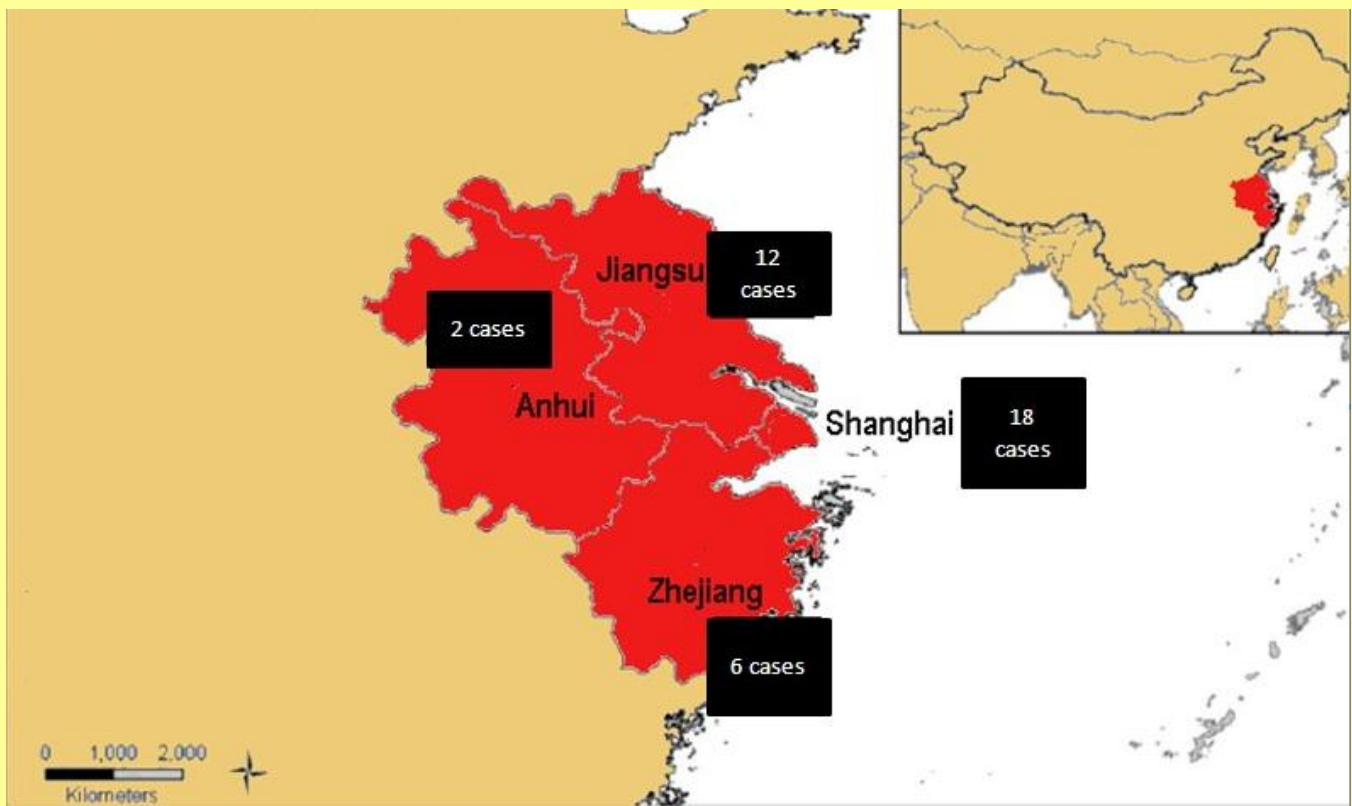 Jiangsu
12
cases
2 cases
Anhui
Shanghai
18
cases
Zhejiang
6 cases
0 1,000 2,000
Kilometers